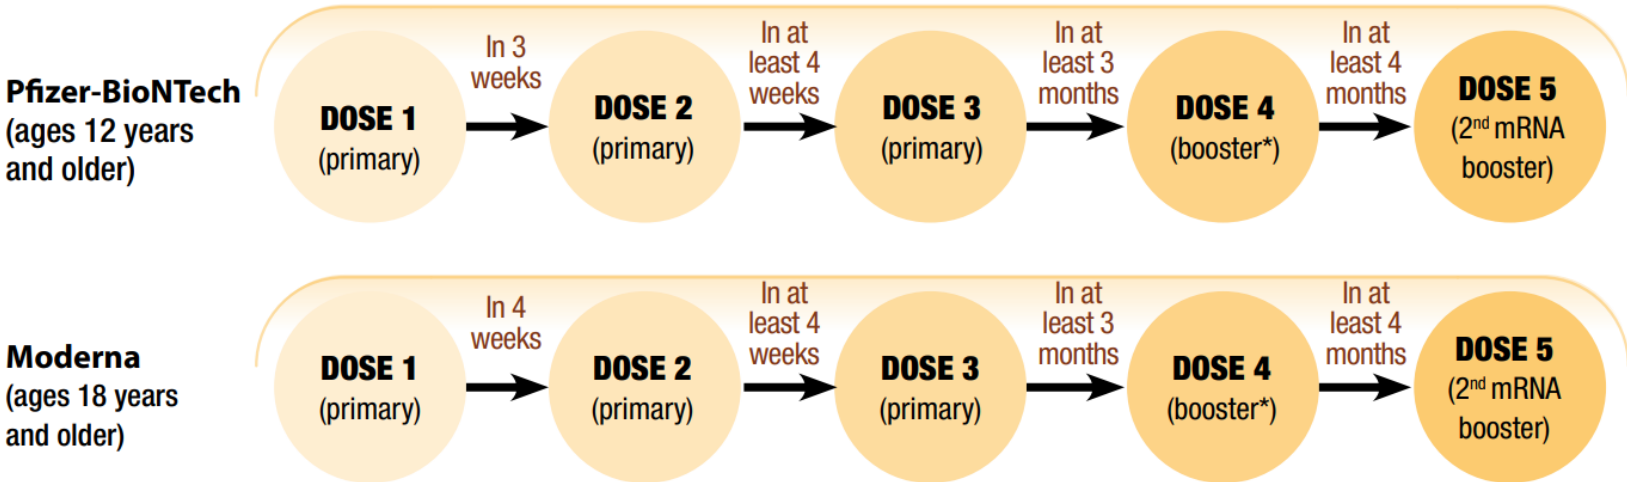 Pfizer-BioNTech
(ages 12 years
and older)
DOSE 1
(primary)
In 3
weeks
DOSE 2
(primary)
In at
least 4
weeks
DOSE 3
(primary)
In at
least 3
months
DOSE 4
(booster*)
In at
least 4
months
DOSE 5
(2nd mRNA
booster)
Moderna
(ages 18 years
and older)
DOSE 1
(primary)
In 4
weeks
DOSE 2
(primary)
In at
least 4
weeks
DOSE 3
(primary)
In at
least 3
months
DOSE 4
(booster*)
In at
least 4
months
DOSE 5
(2nd mRNA
booster)